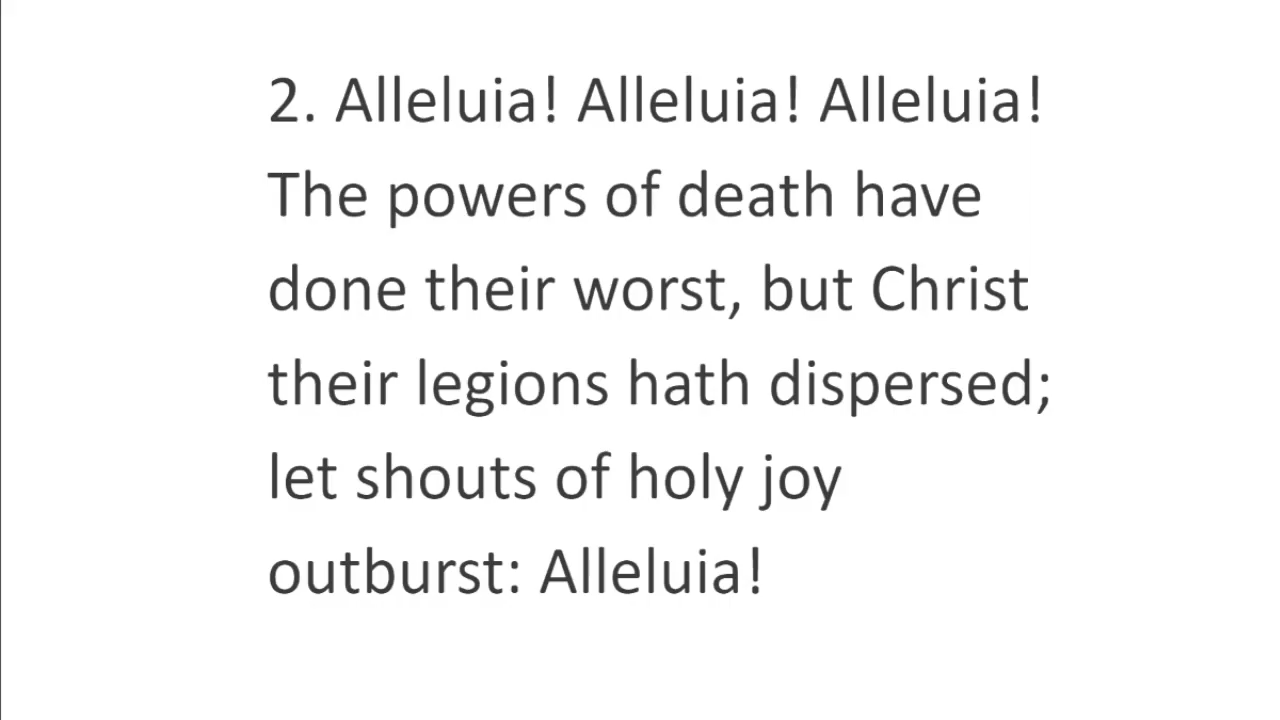 2. Alleluia! Alleluia! Alleluia!
The powers of death have
done their worst, but Christ
their legions hath dispersed;
let shouts of holy joy
outburst: Alleluia!